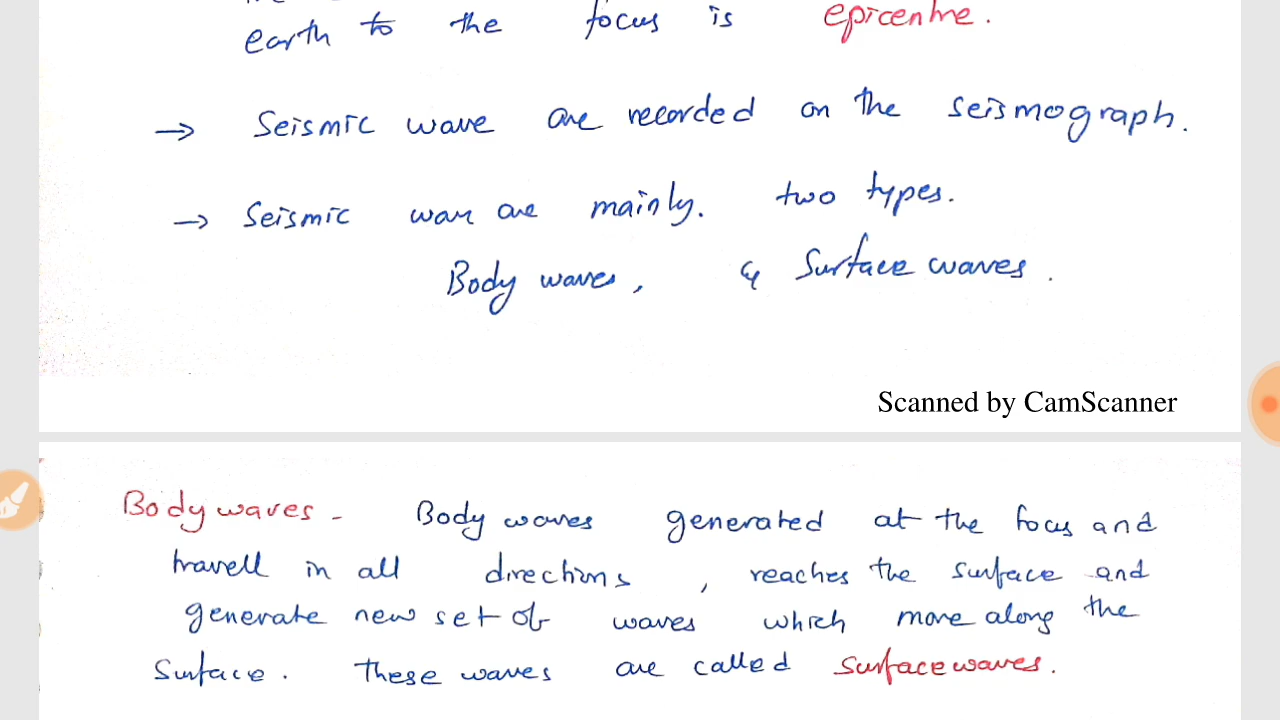 earth to the focus is epicentre.
→ Seismic wave are recorded on the seismograph.
→ Seismic wave are mainly. two types.
Body waves, & Surface waves.
Scanned by CamScanner
Body waves - Body waves generated at the focus and
travell in all directions, reaches the surface and
generate new set of waves which move along the
Surface. These waves are called surface waves.